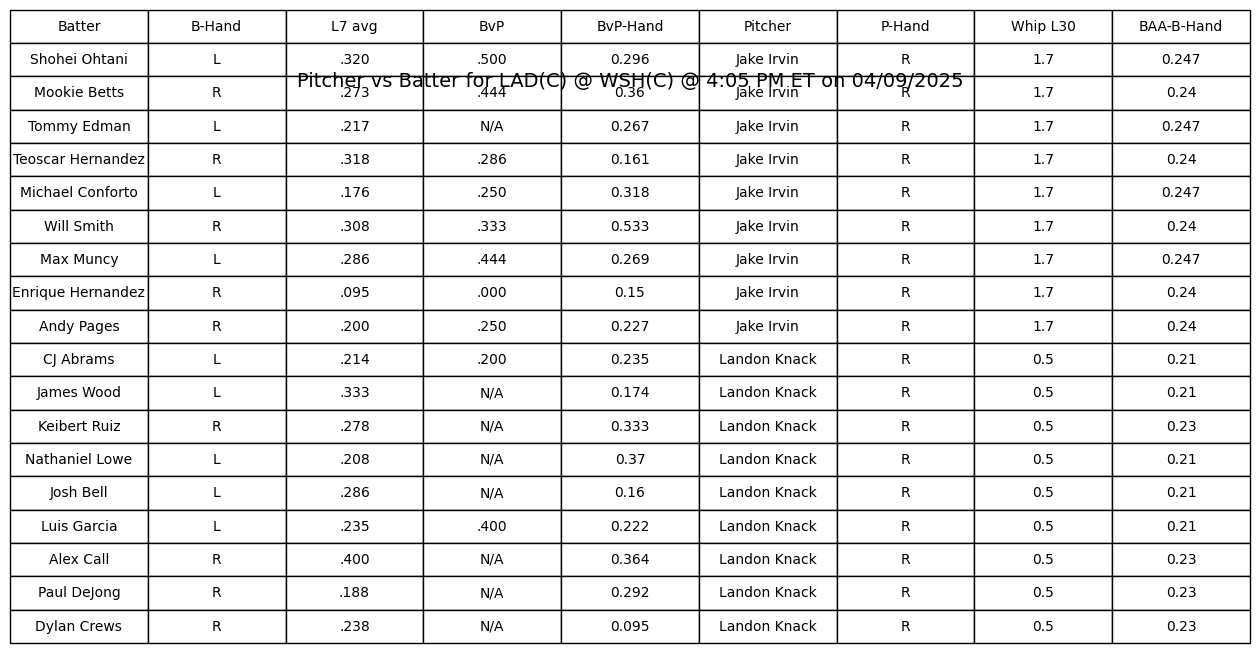 Batter B-Hand L7 avg BvP BvP-Hand Pitcher P-Hand Whip L30 BAA-B-Hand
Shohei Ohtani L .320 .500 0.296 Jake Irvin R 1.7 0.247
Pitcher vs Batter for LAD(C) @ WSH(C) @ 4:05 PM ET on 04/09/2025
Mookie Betts R .273 .444 0.36 Jake Irvin R 1.7 0.24
Tommy Edman L .217 N/A 0.267 Jake Irvin R 1.7 0.247
Teoscar Hernandez R .318 .286 0.161 Jake Irvin R 1.7 0.24
Michael Conforto L .176 .250 0.318 Jake Irvin R 1.7 0.247
Will Smith R .308 .333 0.533 Jake Irvin R 1.7 0.24
Max Muncy L .286 .444 0.269 Jake Irvin R 1.7 0.247
Enrique Hernandez R .095 .000 0.15 Jake Irvin R 1.7 0.24
Andy Pages R .200 .250 0.227 Jake Irvin R 1.7 0.24
CJ Abrams L .214 .200 0.235 Landon Knack R 0.5 0.21
James Wood L .333 N/A 0.174 Landon Knack R 0.5 0.21
Keibert Ruiz R .278 N/A 0.333 Landon Knack R 0.5 0.23
Nathaniel Lowe L .208 N/A 0.37 Landon Knack R 0.5 0.21
Josh Bell L .286 N/A 0.16 Landon Knack R 0.5 0.21
Luis Garcia L .235 .400 0.222 Landon Knack R 0.5 0.21
Alex Call R .400 N/A 0.364 Landon Knack R 0.5 0.23
Paul DeJong R .188 N/A 0.292 Landon Knack R 0.5 0.23
Dylan Crews R .238 N/A 0.095 Landon Knack R 0.5 0.23